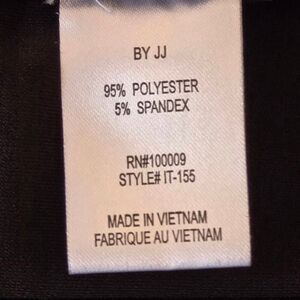 BY JJ
95% POLYESTER
5% SPANDEX
RN#100009
STYLE# IT-155
MADE IN VIETNAM
FABRIQUE AU VIETNAM